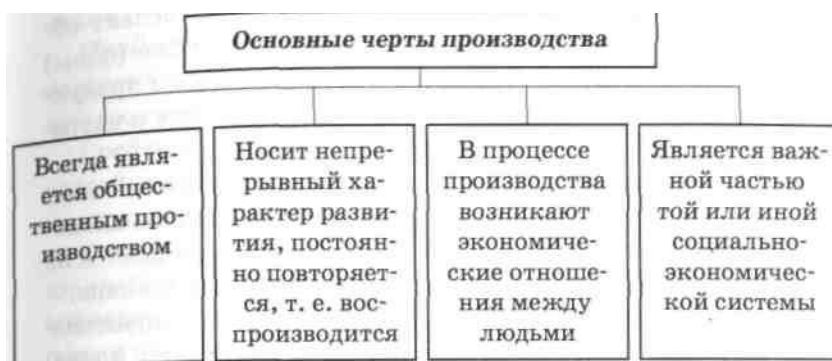 Основные черты производства
Всегда явля-
ется общес-
твенным про-
изводством
Носит непре-
рывный ха-
рактер разви-
тия, постоян-
но повторяет-
ся, т. е. вос-
производится
В процессе
производства
возникают
экономиче-
ские отноше-
ния между
людьми
Является важ-
ной частью
той или иной
социально-
экономичес-
кой системы